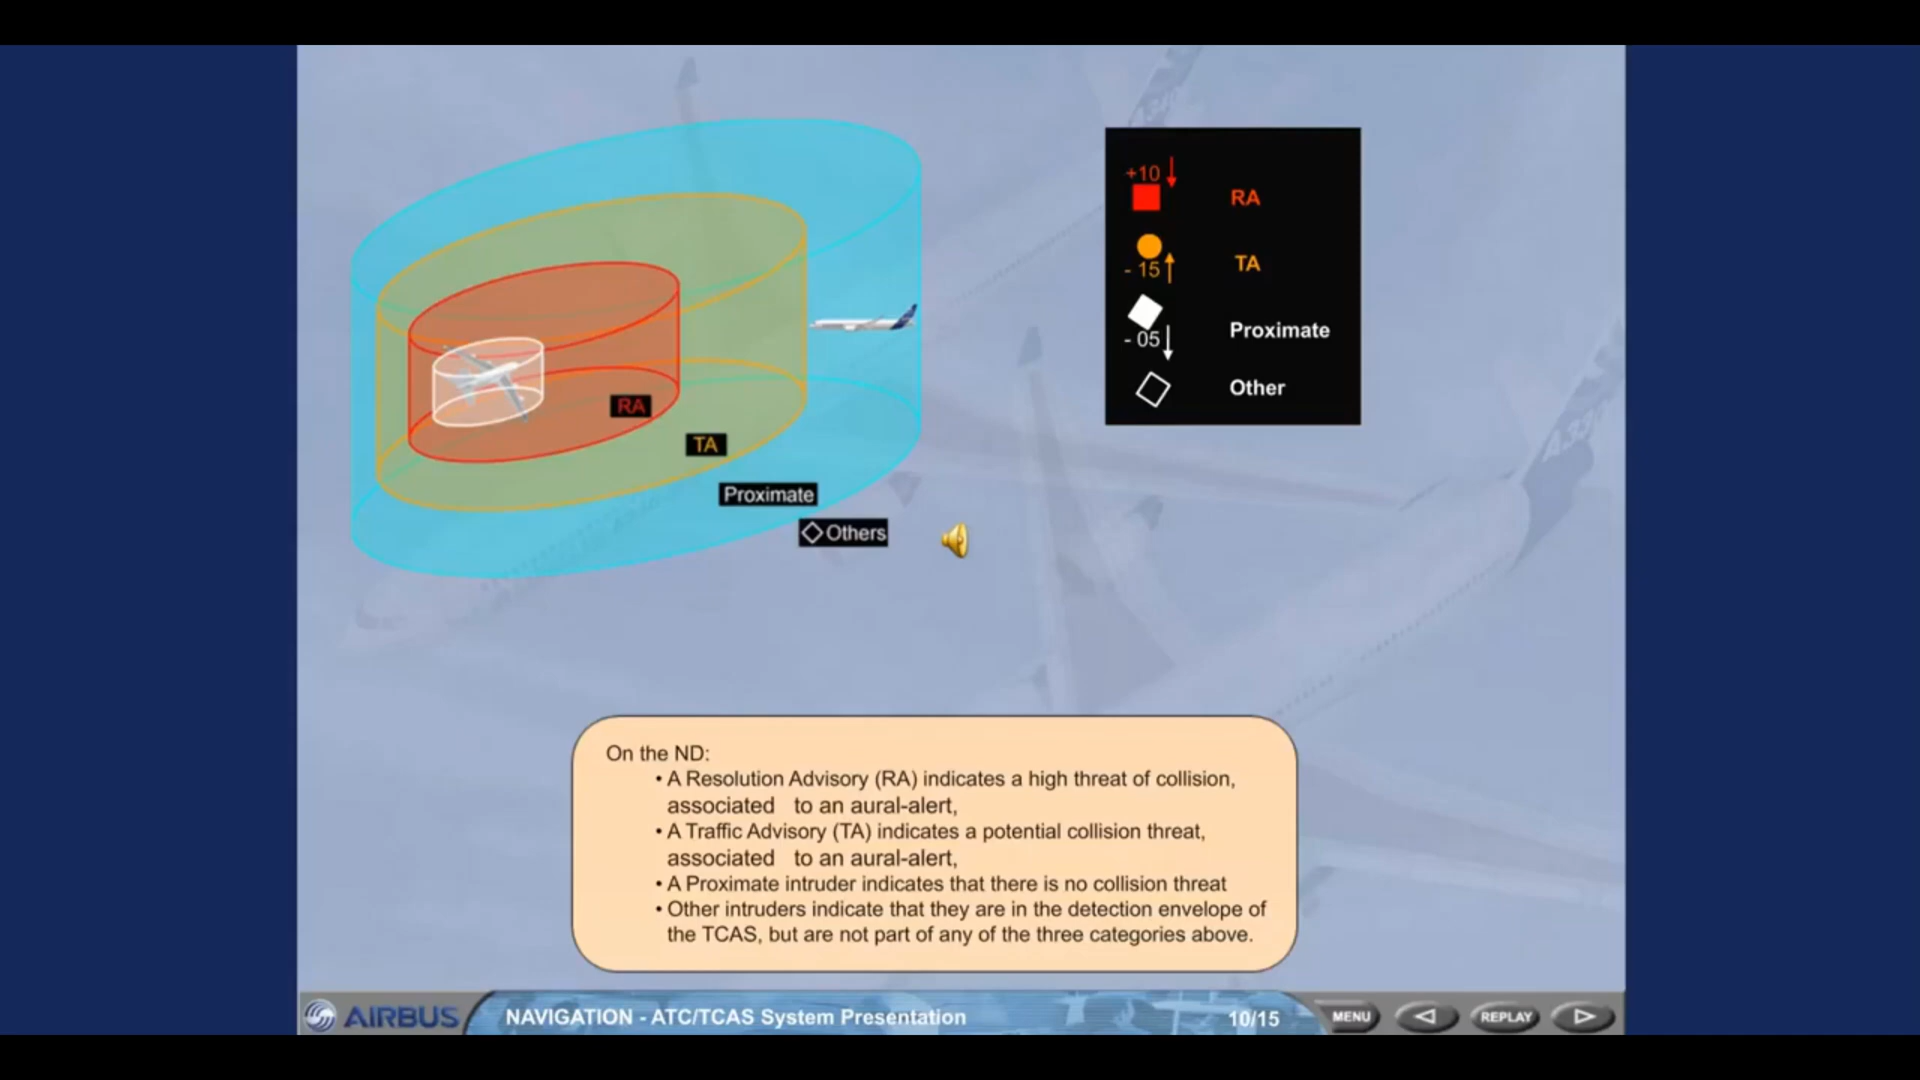 +10
RA
- 15
TA
- 05
Proximate
Other
RA
TA
Proximate
Others
On the ND:
• A Resolution Advisory (RA) indicates a high threat of collision,
associated to an aural-alert,
• A Traffic Advisory (TA) indicates a potential collision threat,
associated to an aural-alert,
• A Proximate intruder indicates that there is no collision threat
• Other intruders indicate that they are in the detection envelope of
the TCAS, but are not part of any of the three categories above.
AIRBUS
NAVIGATION - ATC/TCAS System Presentation
10/15
MENU
REPLAY